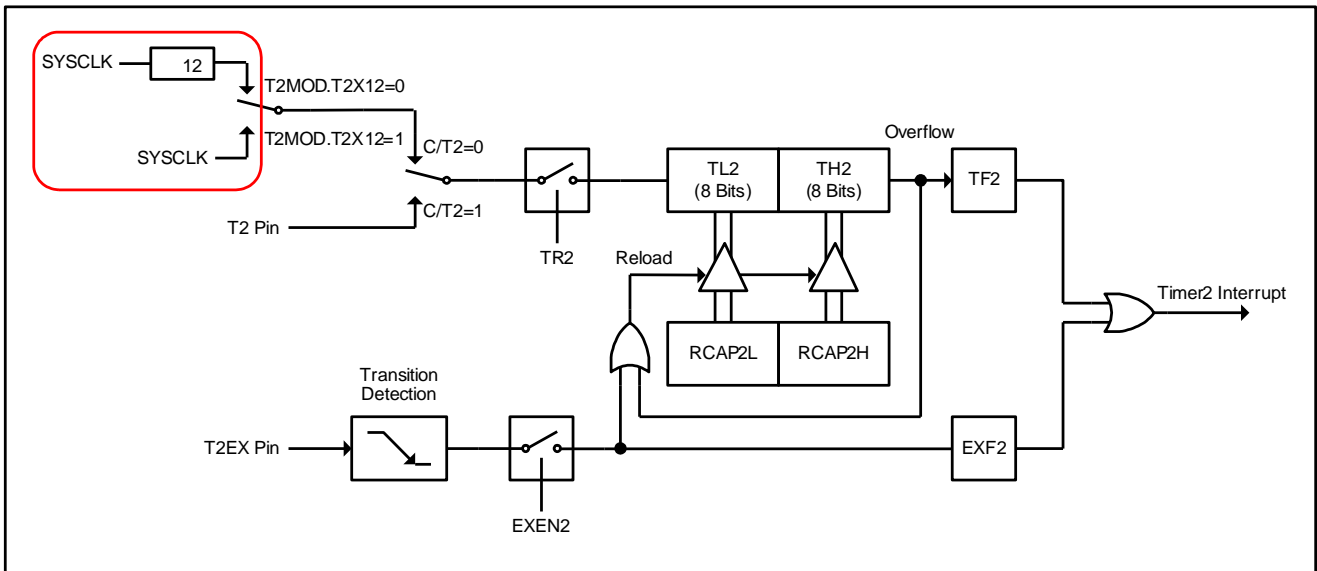 SYSCLK
12
T2MOD.T2X12=0
T2MOD.T2X12=1
SYSCLK
C/T2=0
C/T2=1
T2 Pin
TR2
TL2
(8 Bits)
TH2
(8 Bits)
Overflow
TF2
Reload
RCAP2L
RCAP2H
Timer2 Interrupt
Transition
Detection
T2EX Pin
EXEN2
EXF2